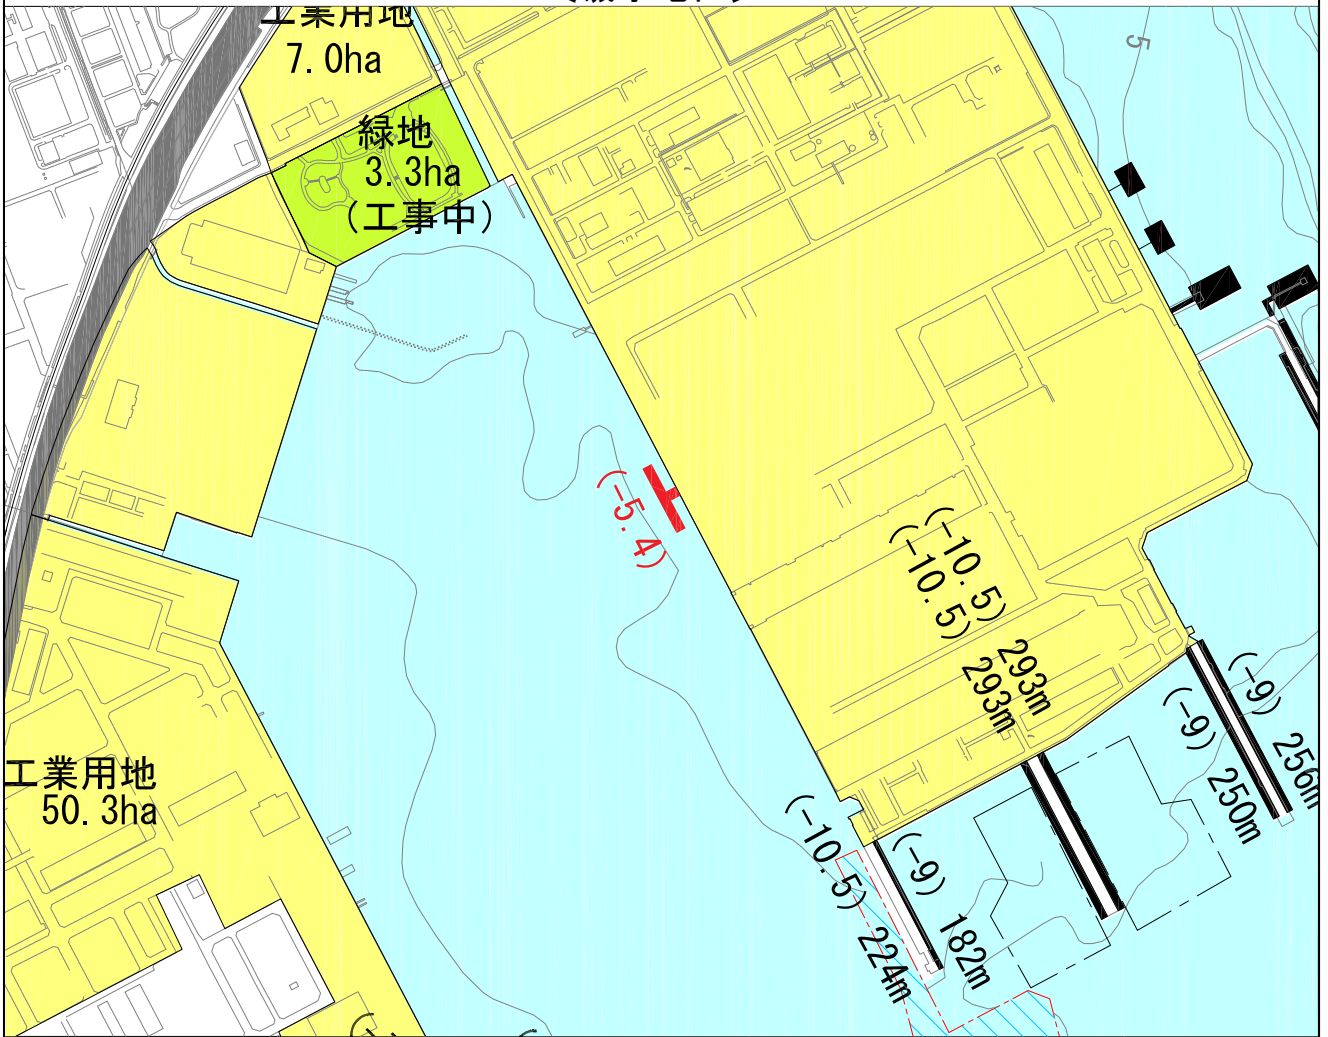 工業用地
7.0ha
緑地
3.3ha
(工事中)
5
(-5.4)
(-10.5) 293m
(-10.5) 293m
(-9) 256m
(-9) 250m
工業用地
50.3ha
(-10.5) 224m
(-9) 182m